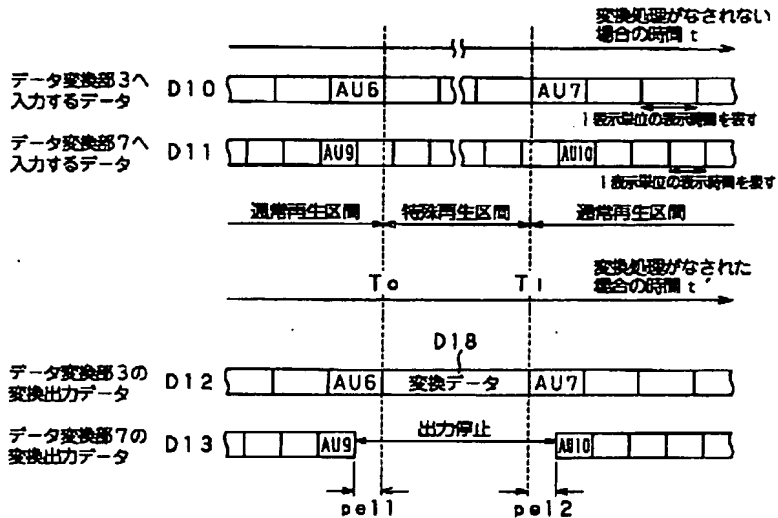 変換処理がなされない
場合の時間 t
データ変換部3へ
入力するデータ
D10
AU6
AU7
1表示単位の表示時間を表す
データ変換部7へ
入力するデータ
D11
AU9
AU10
1表示単位の表示時間を表す
通常再生区間
特殊再生区間
通常再生区間
T0
T1
変換処理がなされた
場合の時間 t'
D18
データ変換部3の
変換出力データ
D12
AU6
変換データ
AU7
データ変換部7の
変換出力データ
D13
AU9
出力停止
AU10
pel1
pel2